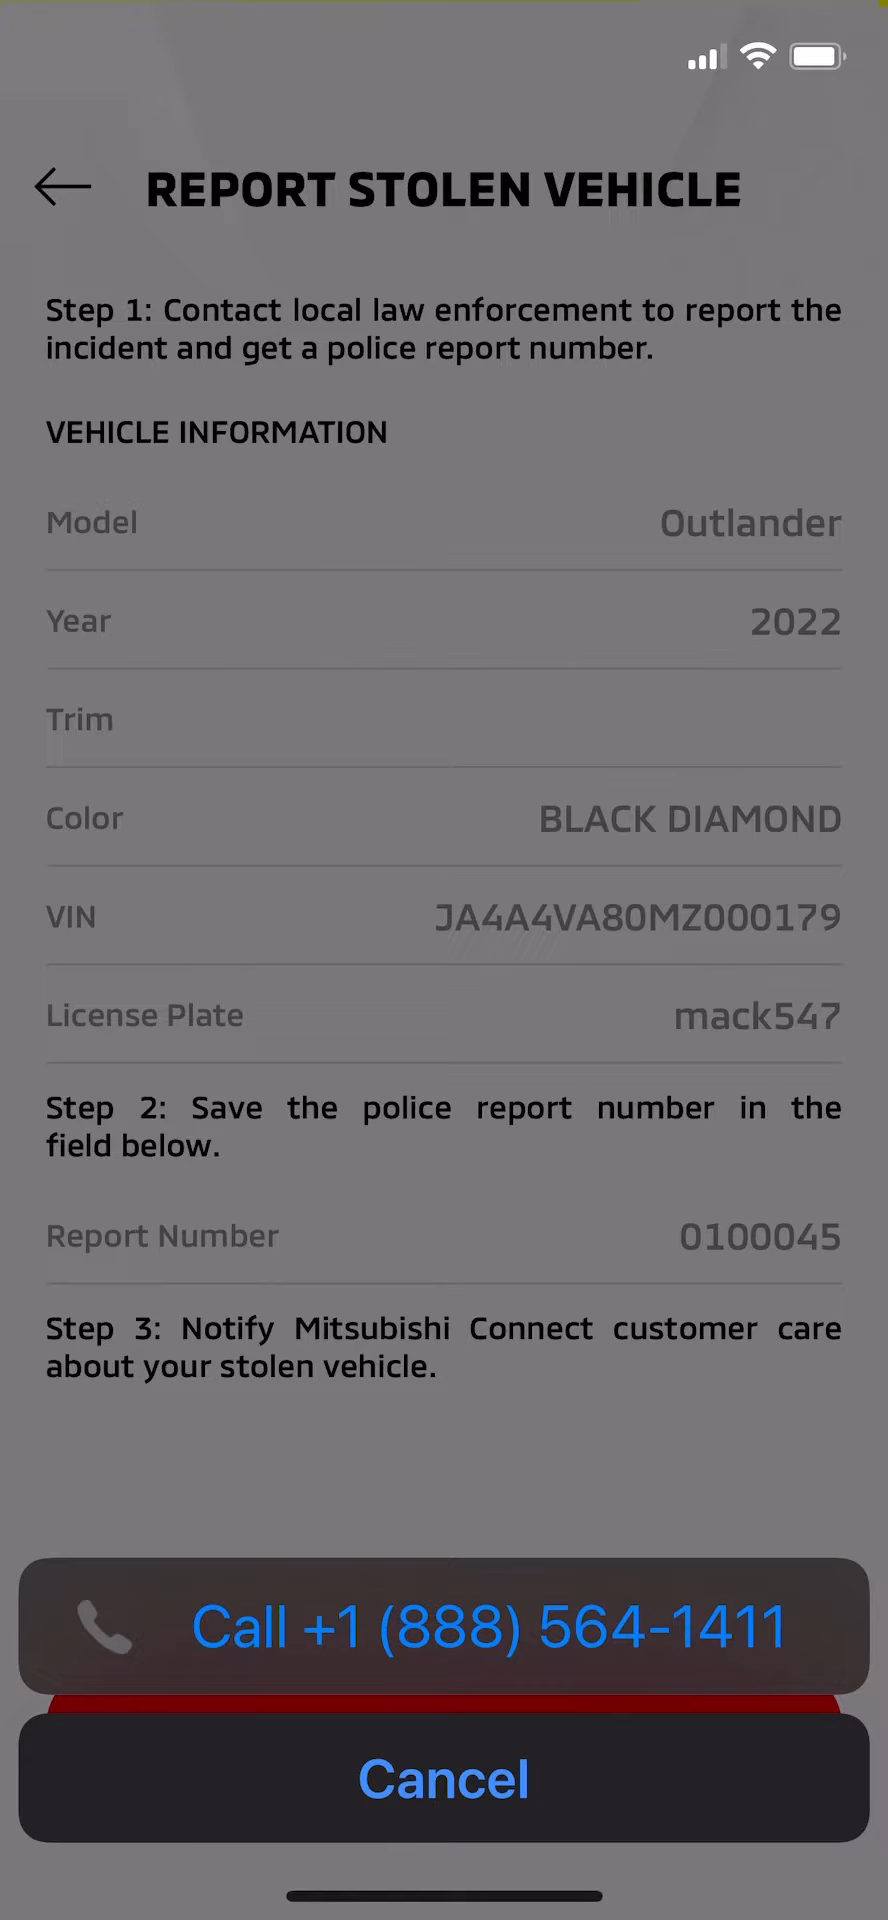 REPORT STOLEN VEHICLE
Step 1: Contact local law enforcement to report the
incident and get a police report number.
VEHICLE INFORMATION
Model Outlander
Year 2022
Trim
Color BLACK DIAMOND
VIN JA4A4VA80MZ000179
License Plate mack547
Step 2: Save the police report number in the
field below.
Report Number 0100045
Step 3: Notify Mitsubishi Connect customer care
about your stolen vehicle.
Call +1 (888) 564-1411
Cancel